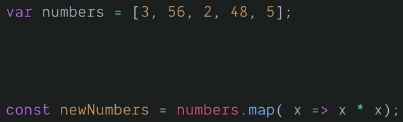 var numbers = [3, 56, 2, 48, 5];
const newNumbers = numbers.map( x => x * x);